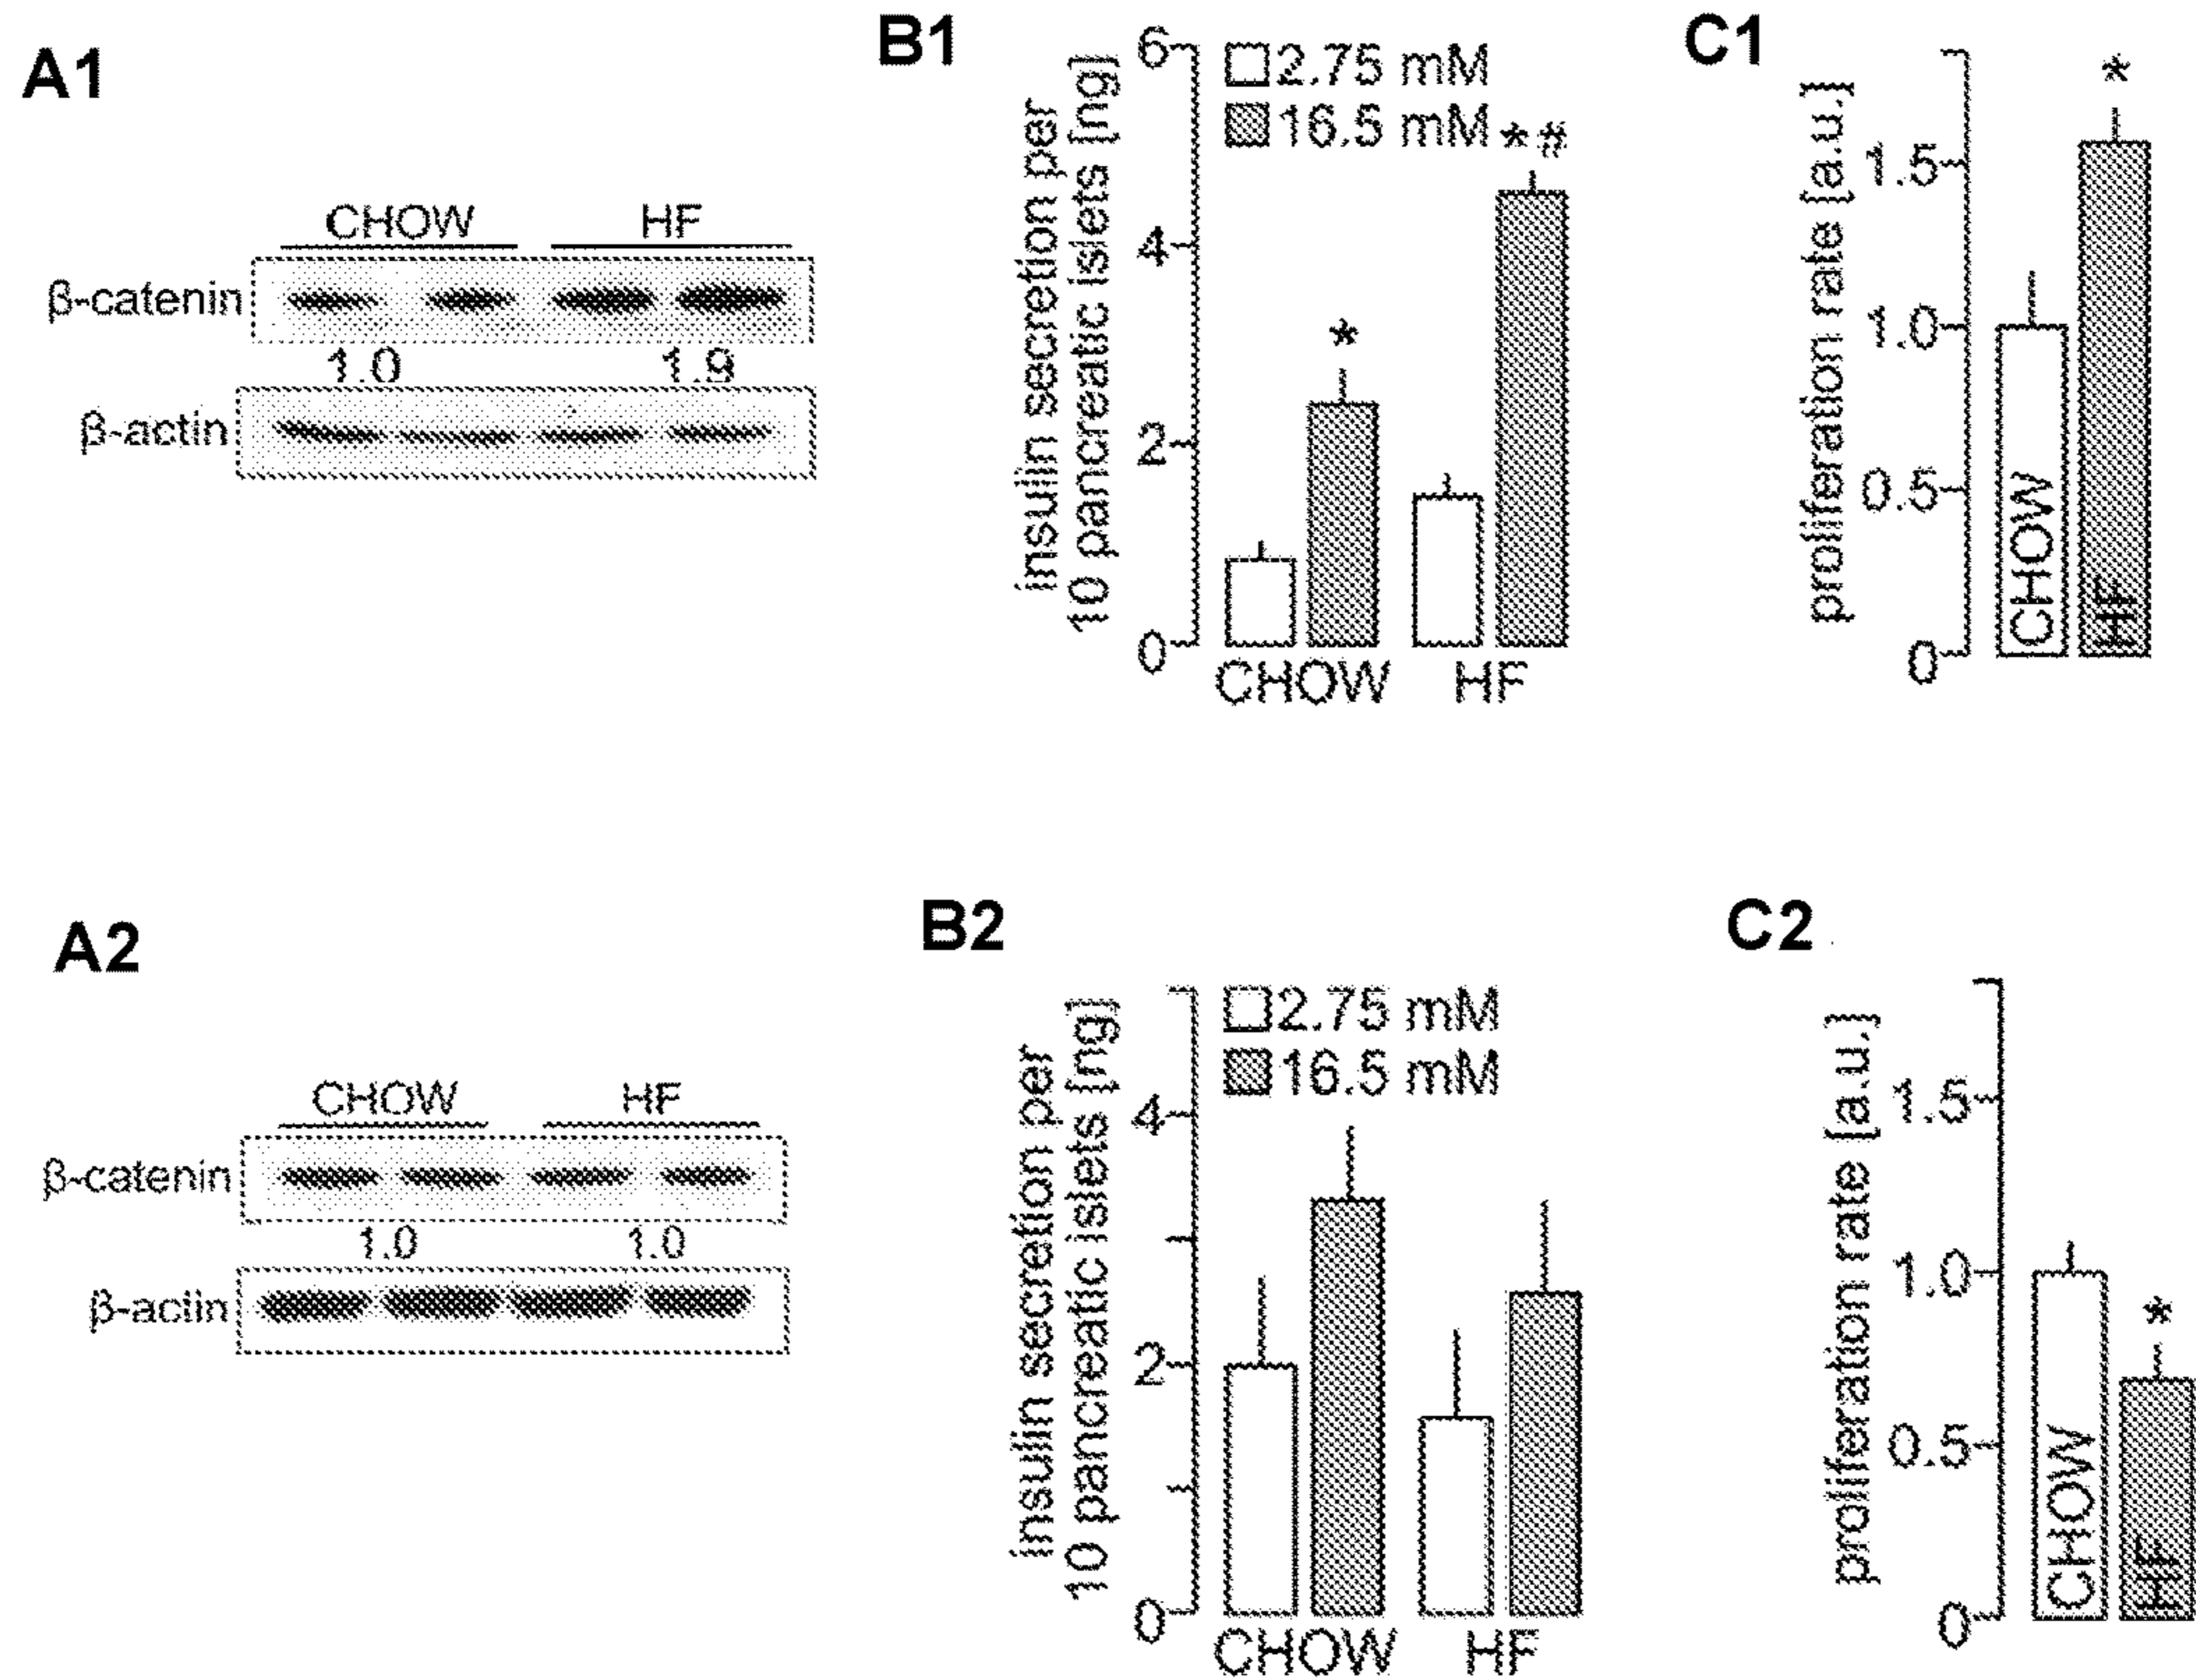 A1
CHOW HF
β-catenin
1.0 1.9
β-actin
B1
insulin secretion per
10 pancreatic islets [ng]
6
4
2
0
2.75 mM
16.5 mM
*
*#
CHOW HF
C1
proliferation rate [a.u.]
1.5
1.0
0.5
0
*
CHOW
HF
A2
CHOW HF
β-catenin
1.0 1.0
β-actin
B2
insulin secretion per
10 pancreatic islets [ng]
4
2
0
2.75 mM
16.5 mM
CHOW HF
C2
proliferation rate [a.u.]
1.5
1.0
0.5
0
*
CHOW
HF